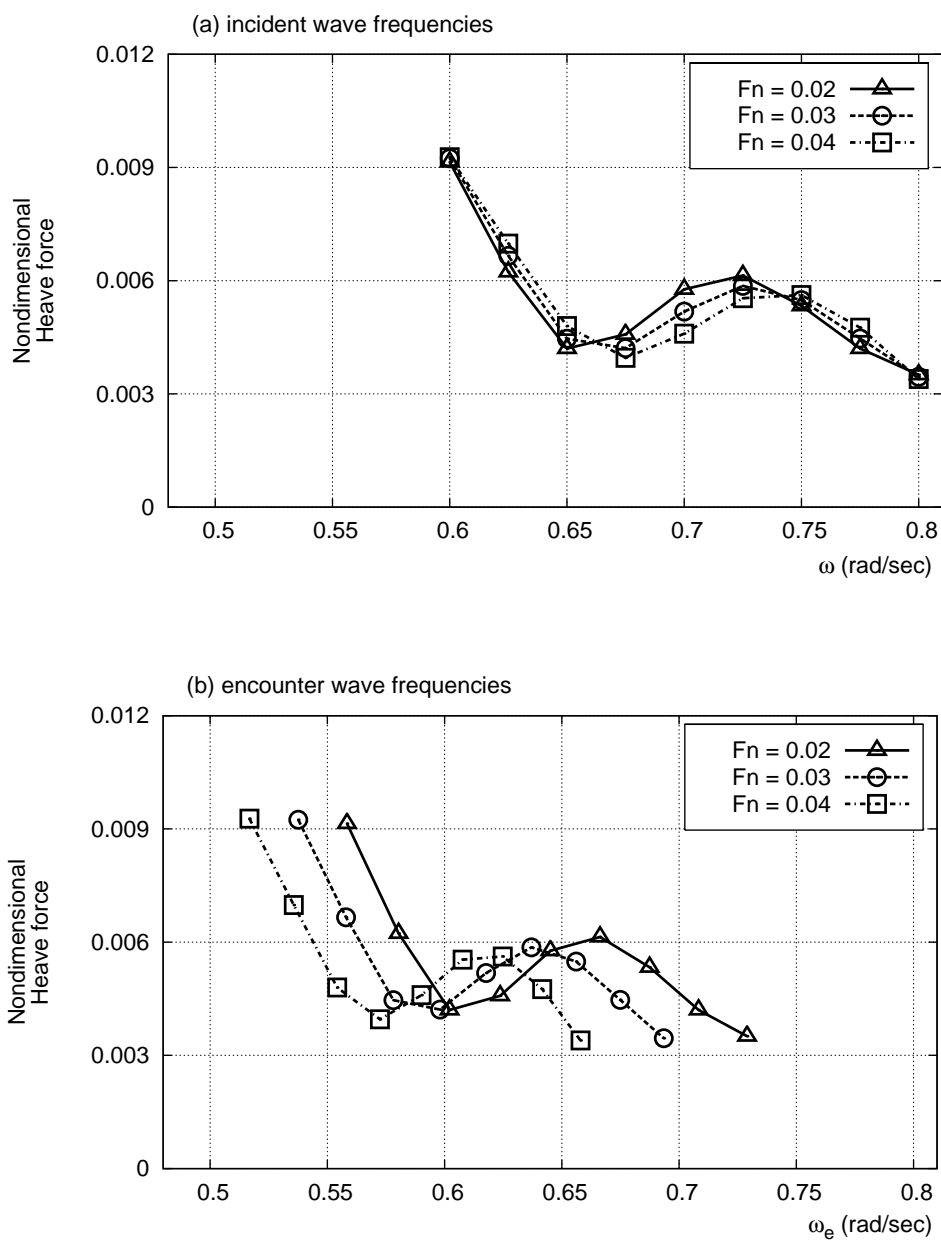 (a) incident wave frequencies
0.012
0.009
0.006
0.003
0
Nondimensional
Heave force
Fn = 0.02
Fn = 0.03
Fn = 0.04
0.5 0.55 0.6 0.65 0.7 0.75 0.8
ω (rad/sec)
(b) encounter wave frequencies
0.012
0.009
0.006
0.003
0
Nondimensional
Heave force
Fn = 0.02
Fn = 0.03
Fn = 0.04
0.5 0.55 0.6 0.65 0.7 0.75 0.8
ωe (rad/sec)